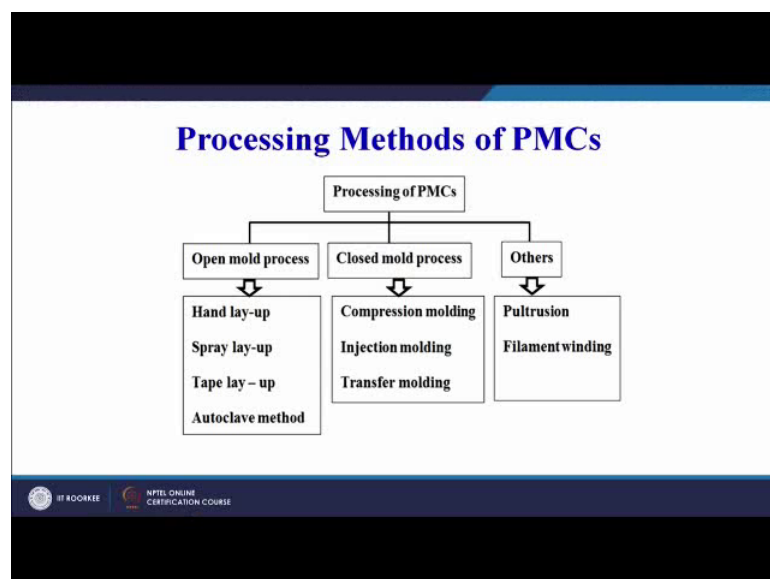 Processing Methods of PMCs
Processing of PMCs
Open mold process
Closed mold process
Others
Hand lay-up
Spray lay-up
Tape lay – up
Autoclave method
Compression molding
Injection molding
Transfer molding
Pultrusion
Filament winding
IIT ROORKEE
NPTEL ONLINE
CERTIFICATION COURSE